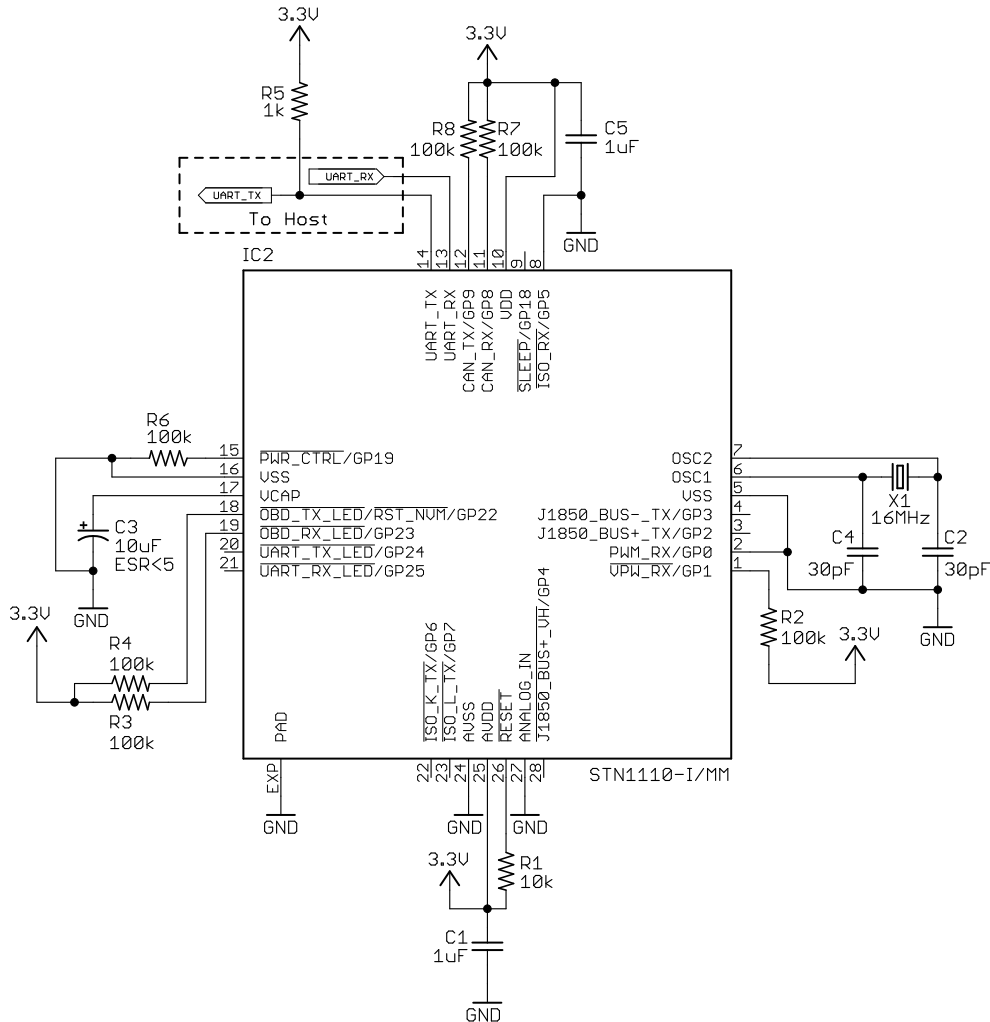 3.3V
3.3V
R5
1k
R8
100k
R7
100k
C5
1uF
UART_RX
UART_TX
To Host
GND
IC2
14
13
12
11
10
9
8
UART_TX
UART_RX
CAN_TX/GP9
CAN_RX/GP8
VDD
SLEEP/GP18
ISO_RX/GP5
R6
100k
15
PWR_CTRL/GP19
16
VSS
17
VCAP
18
OBD_TX_LED/RST_NVM/GP22
19
OBD_RX_LED/GP23
20
UART_TX_LED/GP24
21
UART_RX_LED/GP25
OSC2
7
OSC1
6
VSS
5
J1850_BUS-_TX/GP3
4
J1850_BUS+_TX/GP2
3
PWM_RX/GP0
2
VPW_RX/GP1
1
X1
16MHz
C3
10uF
ESR<5
GND
C4
30pF
C2
30pF
GND
3.3V
R4
100k
R3
100k
R2
100k
3.3V
PAD
ISO_K_TX/GP6
ISO_L_TX/GP7
AVSS
AVDD
RESET
ANALOG_IN
J1850_BUS+_VH/GP4
EXP
22
23
24
25
26
27
28
STN1110-I/MM
GND
GND
GND
3.3V
R1
10k
C1
1uF
GND